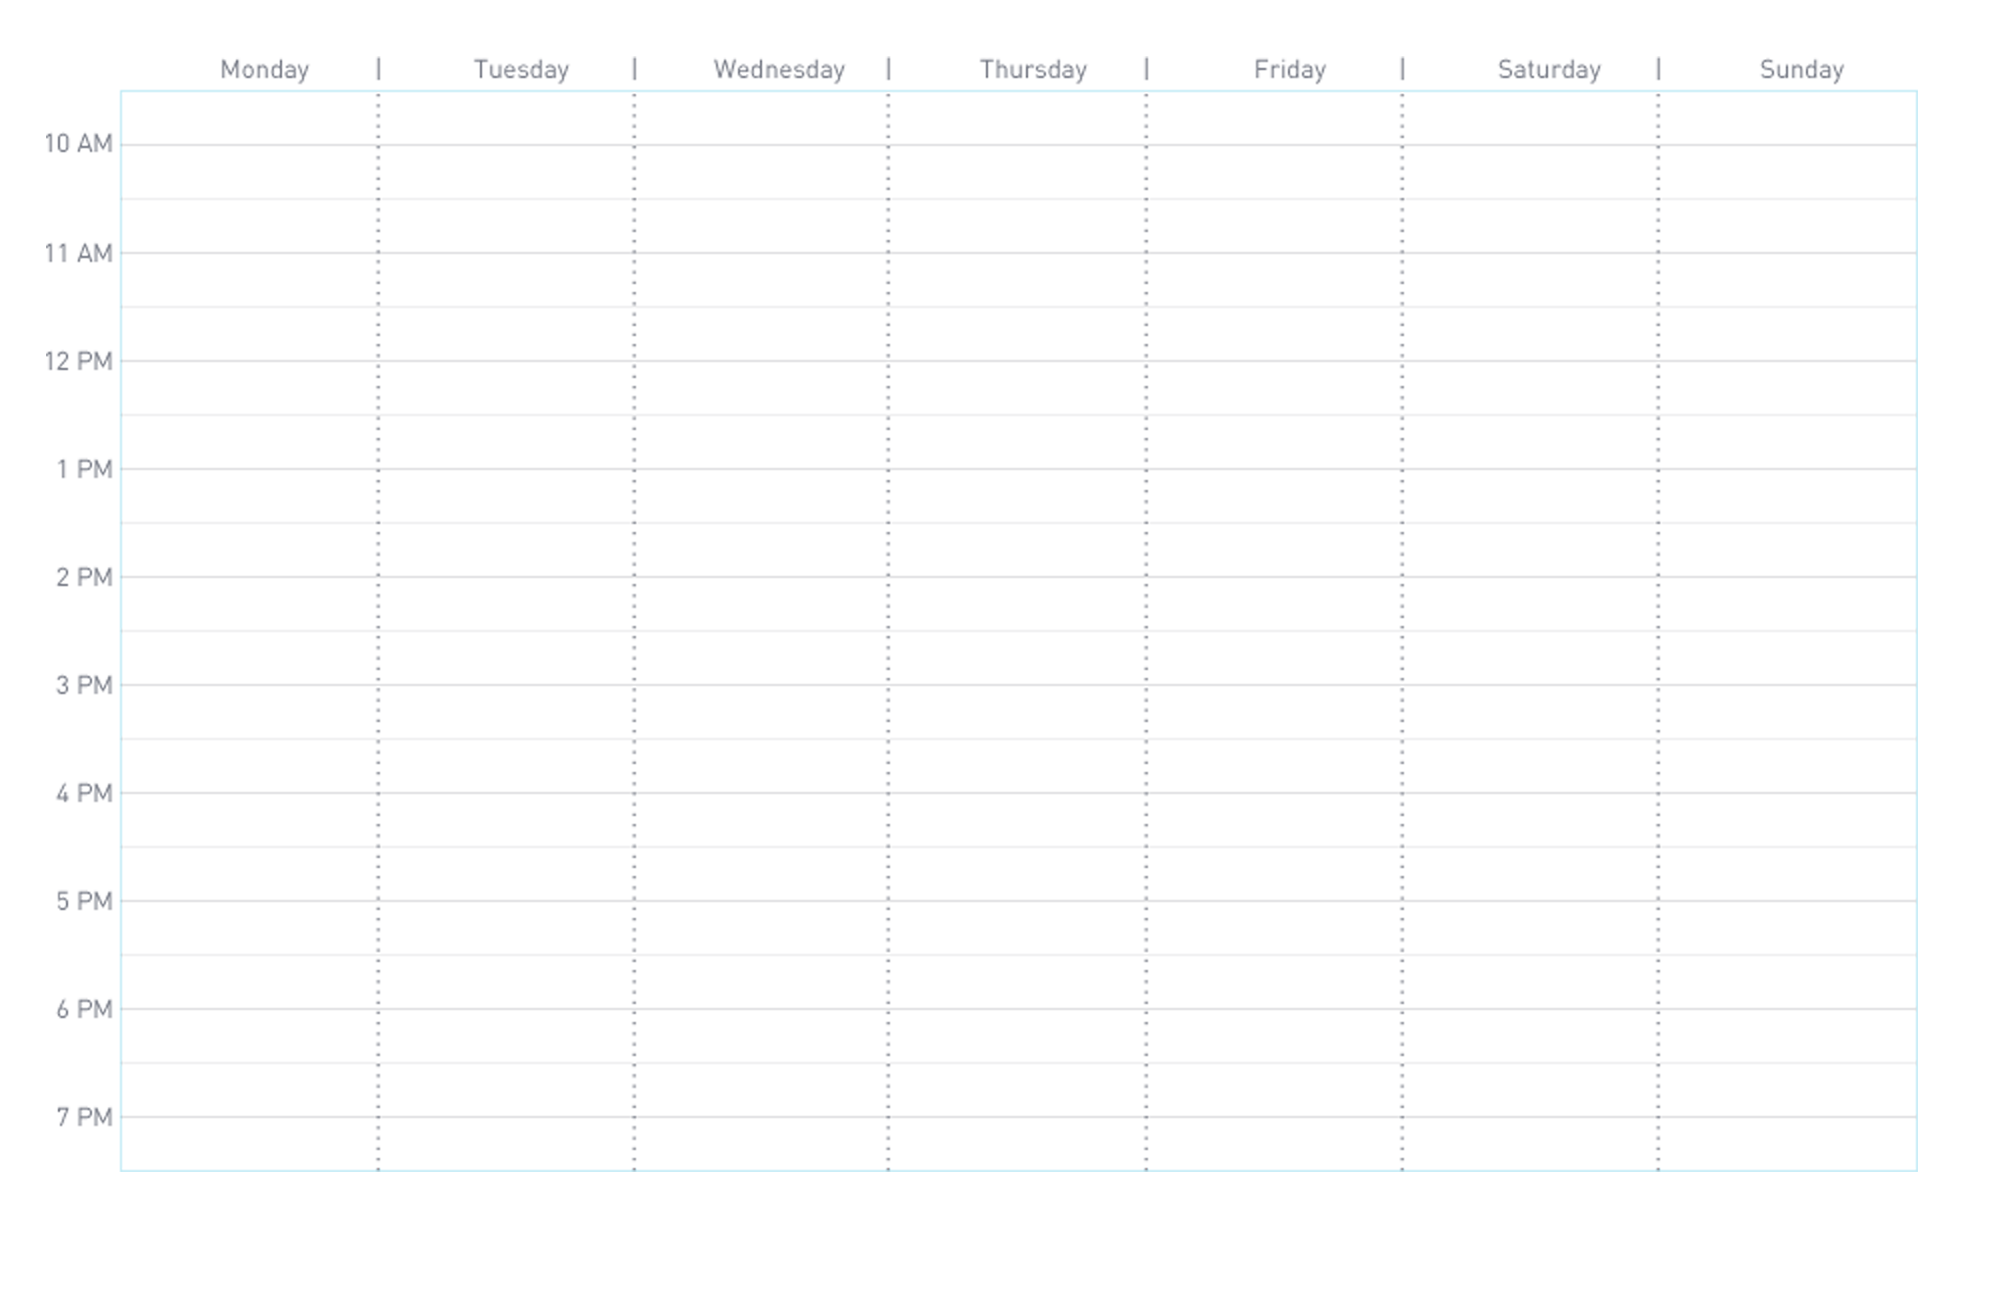 Monday | Tuesday | Wednesday | Thursday | Friday | Saturday | Sunday
10 AM
11 AM
12 PM
1 PM
2 PM
3 PM
4 PM
5 PM
6 PM
7 PM